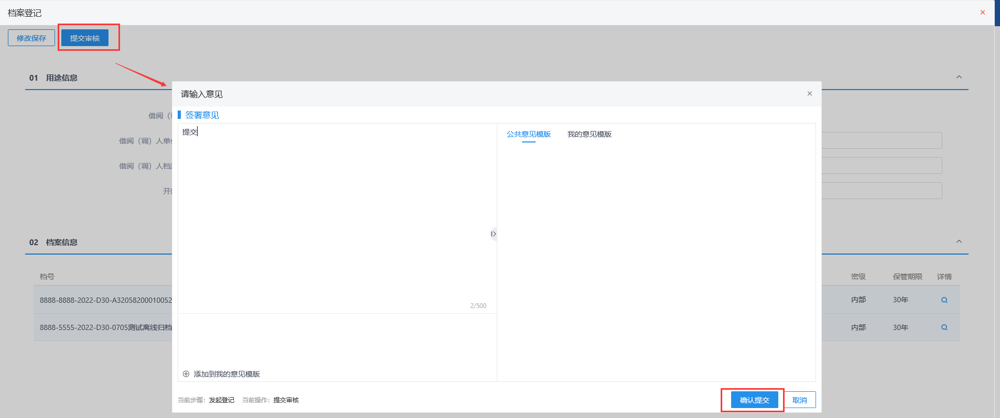 档案登记
修改保存 提交审核
01 用途信息
请输入意见
签署意见
借阅
提交
公共意见模版 我的意见模版
借阅（调）人单
借阅（调）人档
开
02 档案信息
2/500
档号 密级 保管期限 详情
8888-8888-2022-D30-A32058200010052 内部 30年
8888-5555-2022-D30-0705测试离线归档 内部 30年
添加到我的意见模版
当前步骤： 发起登记 当前操作： 提交审核
确认提交 取消